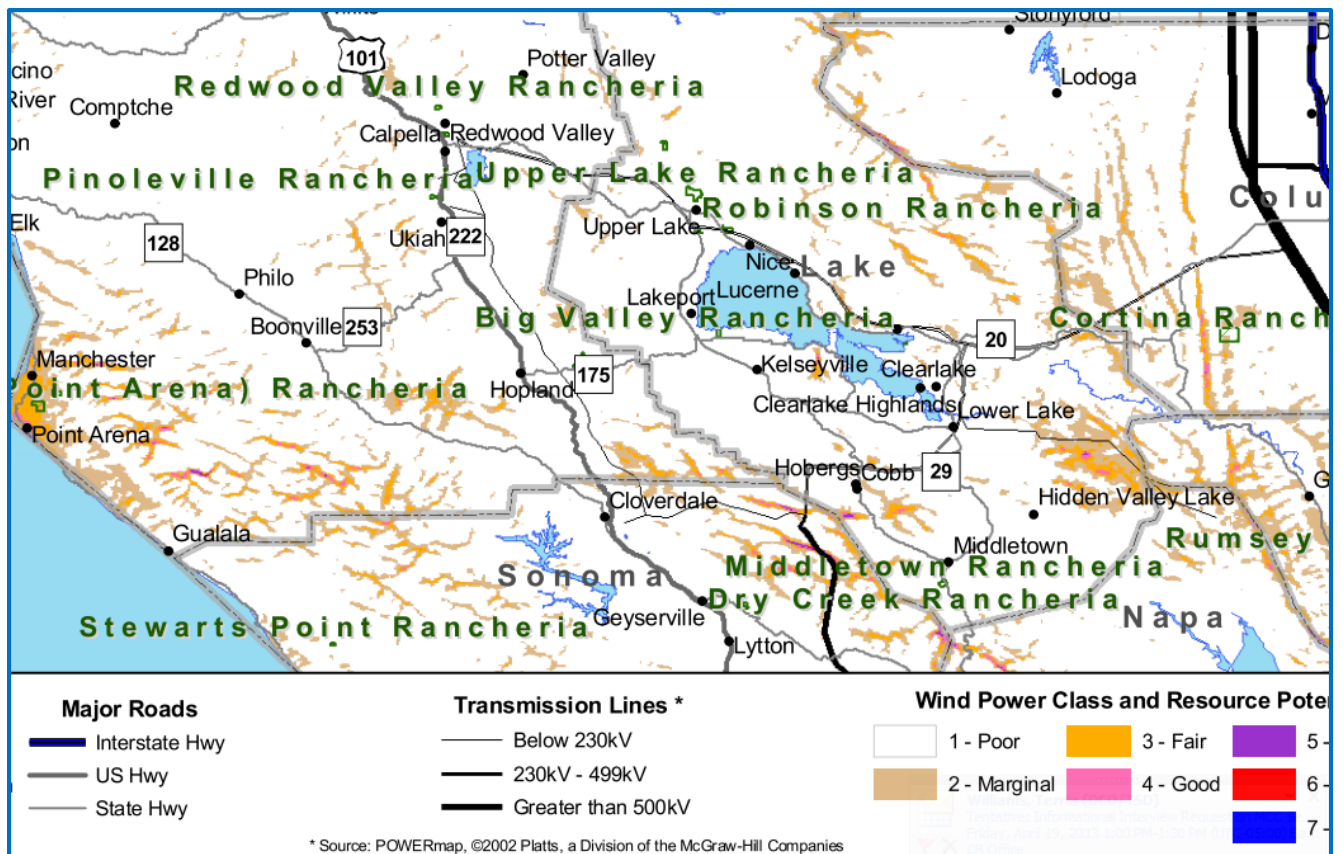 Stonyford
101
Potter Valley
Redwood Valley Rancheria
Lodoga
cino
River
Comptche
on
Calpella
Redwood Valley
Pinoleville Rancheria
Upper Lake Rancheria
Colu
Robinson Rancheria
Elk
128
Ukiah
222
Upper Lake
Nice
Lake
Philo
Lakeport
Lucerne
Boonville
253
Big Valley Rancheria
Cortina Ranch
20
Manchester
Hopland
175
Kelseyville
Clearlake
Point Arena) Rancheria
Clearlake Highlands
Lower Lake
Point Arena
Hobergs
Cobb
29
Cloverdale
Hidden Valley Lake
G
Gualala
Middletown
Rumsey
Sonoma
Middletown Rancheria
Geyserville
Dry Creek Rancheria
Napa
Stewarts Point Rancheria
Lytton
Major Roads
Interstate Hwy
US Hwy
State Hwy
Transmission Lines *
Below 230kV
230kV - 499kV
Greater than 500kV
* Source: POWERmap, ©2002 Platts, a Division of the McGraw-Hill Companies
Wind Power Class and Resource Poter
1 - Poor
3 - Fair
5 -
2 - Marginal
4 - Good
6 -
7 -